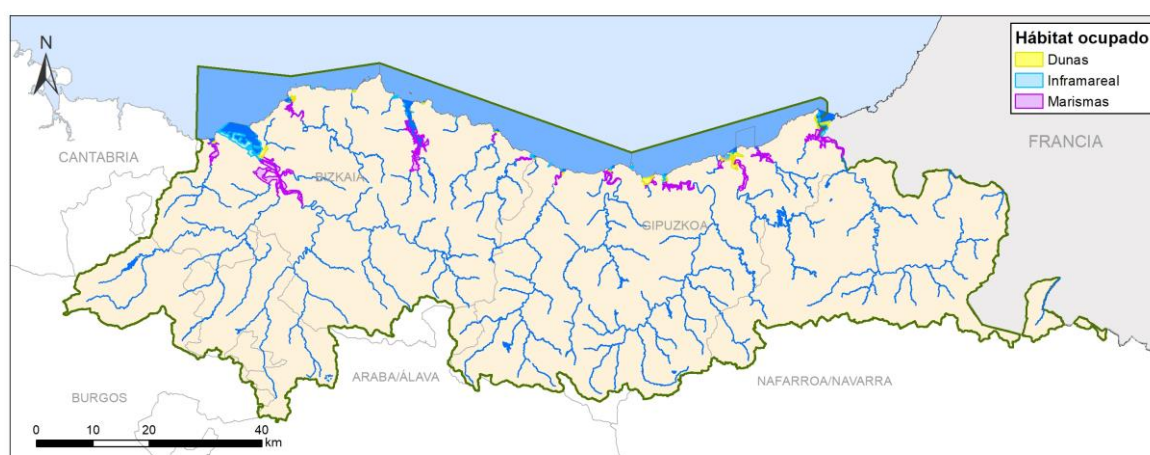 N
Hábitat ocupado
Dunas
Inframareal
Marismas
FRANCIA
CANTABRIA
BIZKAIA
GIPUZKOA
ARABA/ÁLAVA
NAFARROA/NAVARRA
BURGOS
0 10 20 40
km